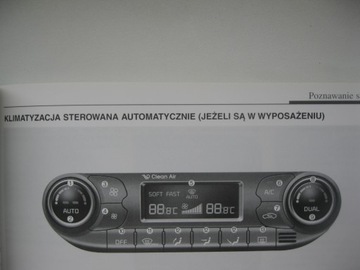 Poznawanie s
KLIMATYZACJA STEROWANA AUTOMATYCZNIE (JEŻELI SĄ W WYPOSAŻENIU)
Clean Air
SOFT FAST AUTO
88.8C 88.8C
AUTO
A/C
DUAL
OFF